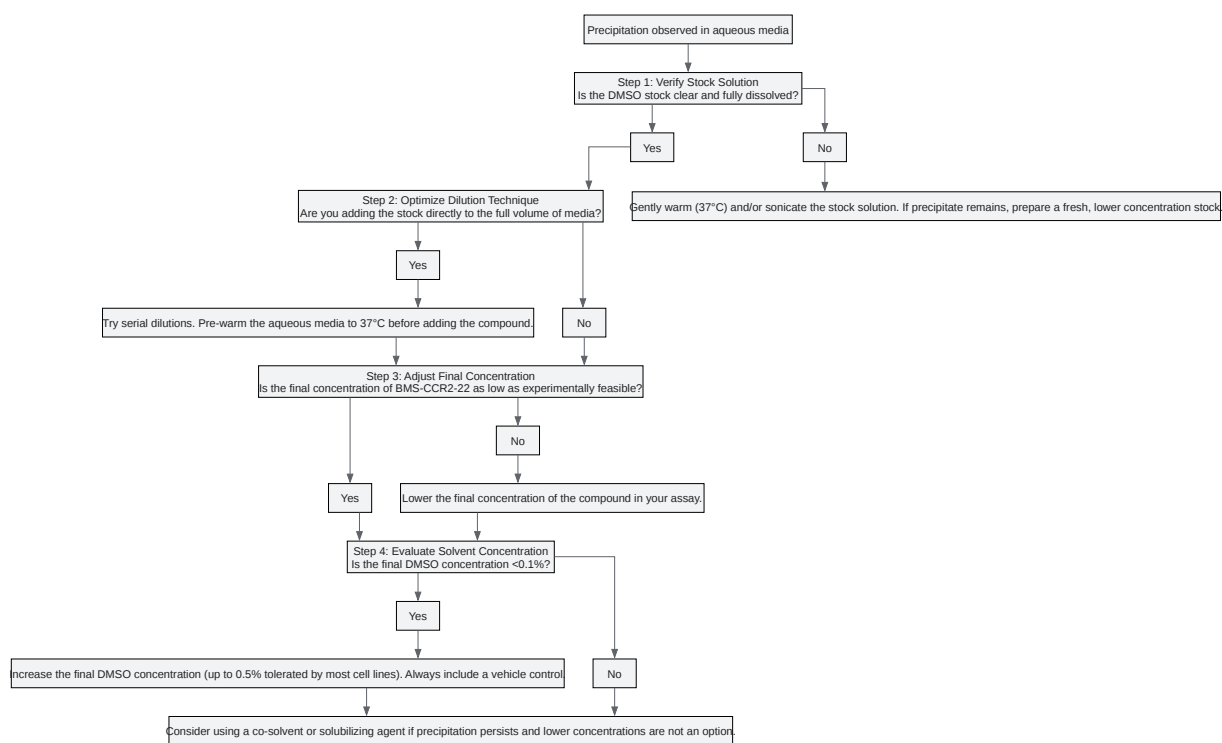 Precipitation observed in aqueous media
Step 1: Verify Stock Solution
Is the DMSO stock clear and fully dissolved?
Yes
No
Step 2: Optimize Dilution Technique
Are you adding the stock directly to the full volume of media?
Gently warm (37°C) and/or sonicate the stock solution. If precipitate remains, prepare a fresh, lower concentration stock.
Yes
Try serial dilutions. Pre-warm the aqueous media to 37°C before adding the compound.
No
Step 3: Adjust Final Concentration
Is the final concentration of BMS-CCR2-22 as low as experimentally feasible?
No
Yes
Lower the final concentration of the compound in your assay.
Step 4: Evaluate Solvent Concentration
Is the final DMSO concentration <0.1%?
Yes
Increase the final DMSO concentration (up to 0.5% tolerated by most cell lines). Always include a vehicle control.
No
Consider using a co-solvent or solubilizing agent if precipitation persists and lower concentrations are not an option.